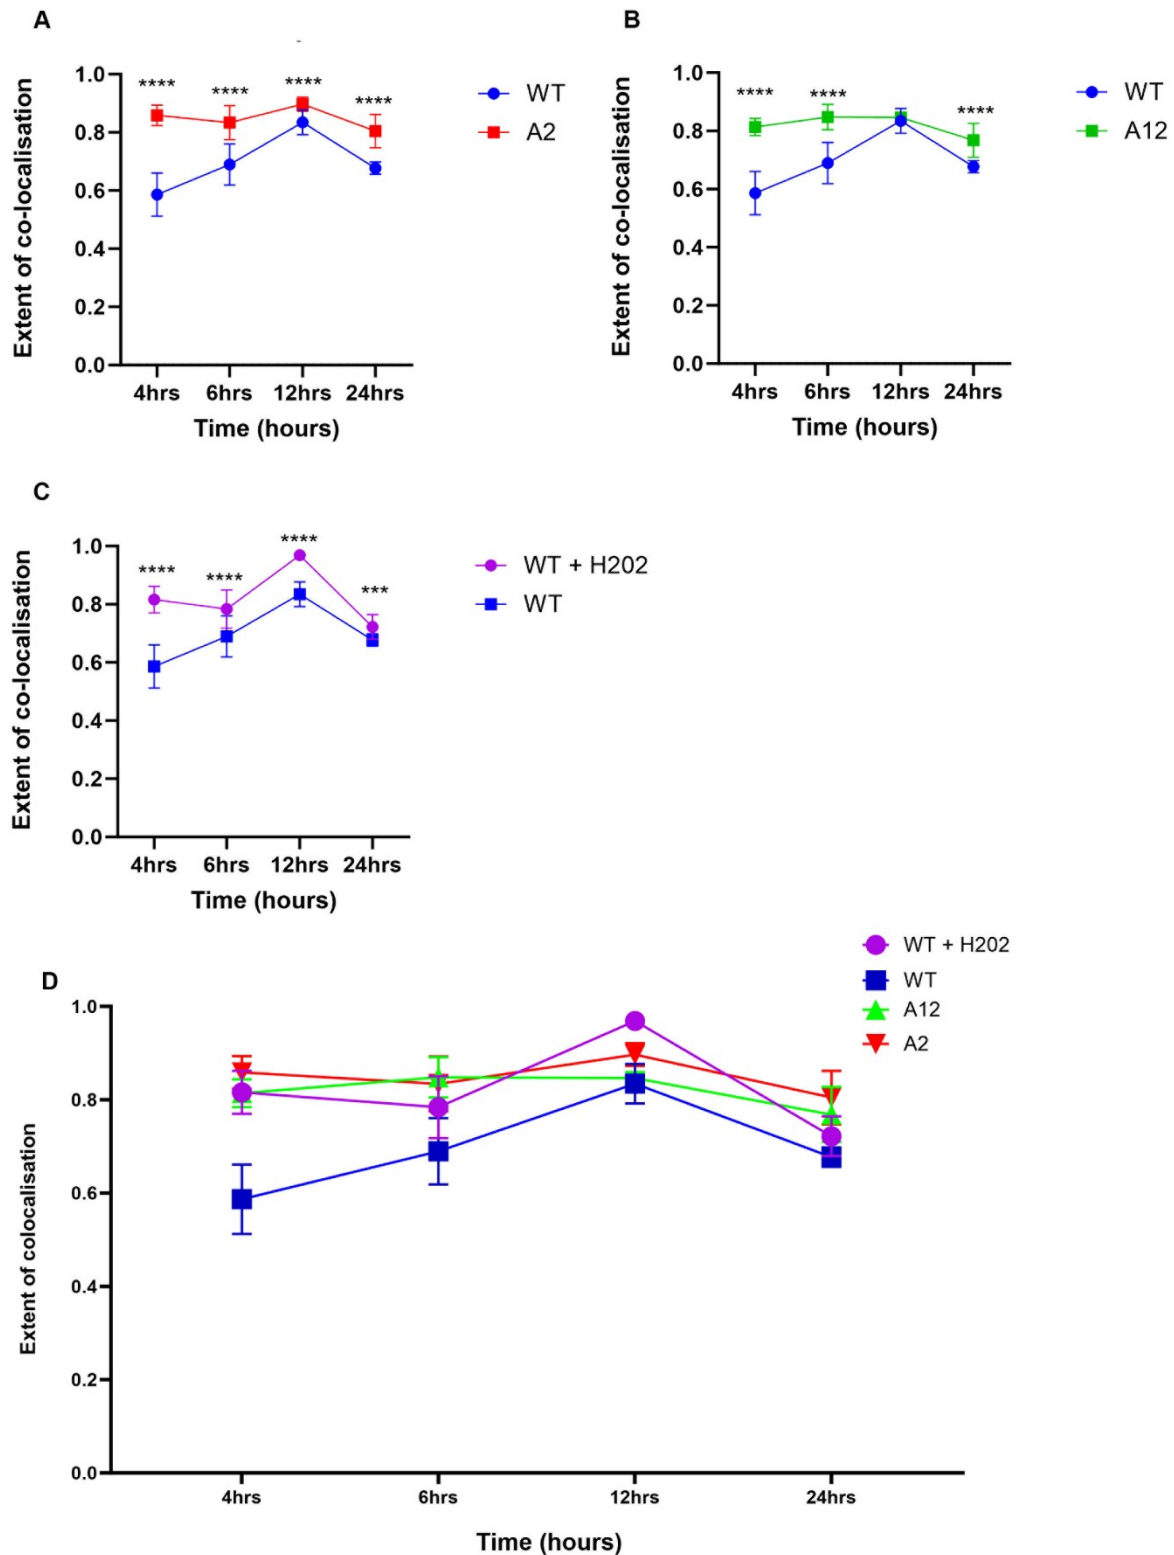 A
Extent of co-localisation
1.0
0.8
0.6
0.4
0.2
0.0
****
****
****
****
4hrs 6hrs 12hrs 24hrs
Time (hours)
WT
A2
B
Extent of co-localisation
1.0
0.8
0.6
0.4
0.2
0.0
****
****
****
4hrs 6hrs 12hrs 24hrs
Time (hours)
WT
A12
C
Extent of co-localisation
1.0
0.8
0.6
0.4
0.2
0.0
****
****
****
***
4hrs 6hrs 12hrs 24hrs
Time (hours)
WT + H202
WT
D
Extent of colocalisation
1.0
0.8
0.6
0.4
0.2
0.0
4hrs 6hrs 12hrs 24hrs
Time (hours)
WT + H202
WT
A12
A2